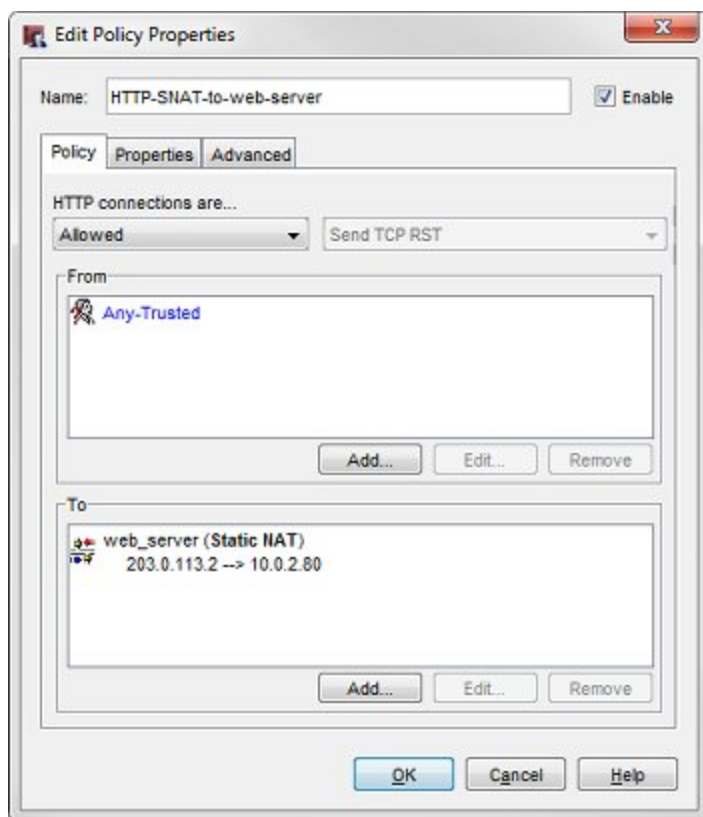 Edit Policy Properties
Name: HTTP-SNAT-to-web-server Enable
Policy Properties Advanced
HTTP connections are...
Allowed Send TCP RST
From
Any-Trusted
Add... Edit... Remove
To
web_server (Static NAT)
203.0.113.2 --> 10.0.2.80
Add... Edit... Remove
OK Cancel Help